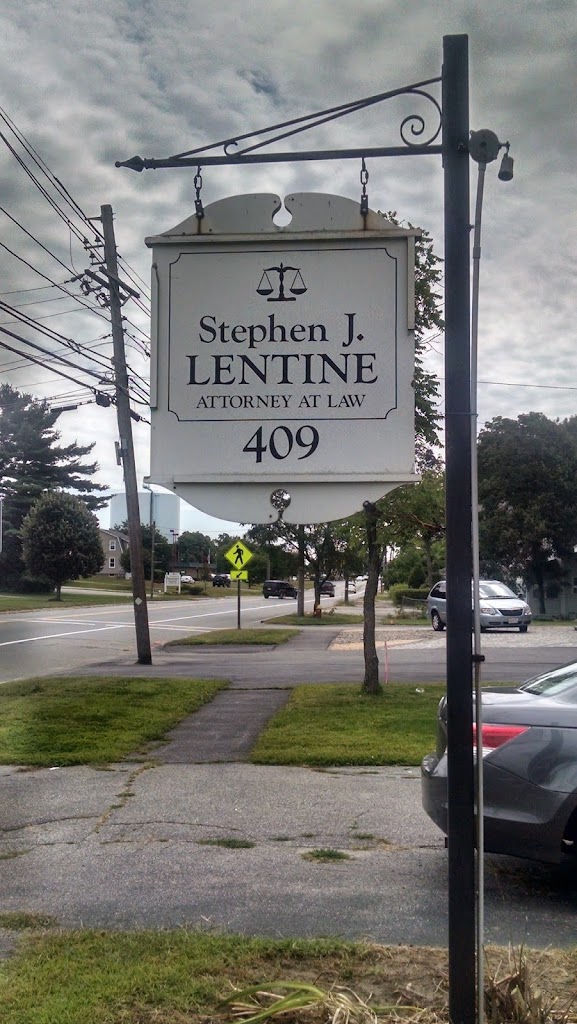 Stephen J.
LENTINE
ATTORNEY AT LAW
409